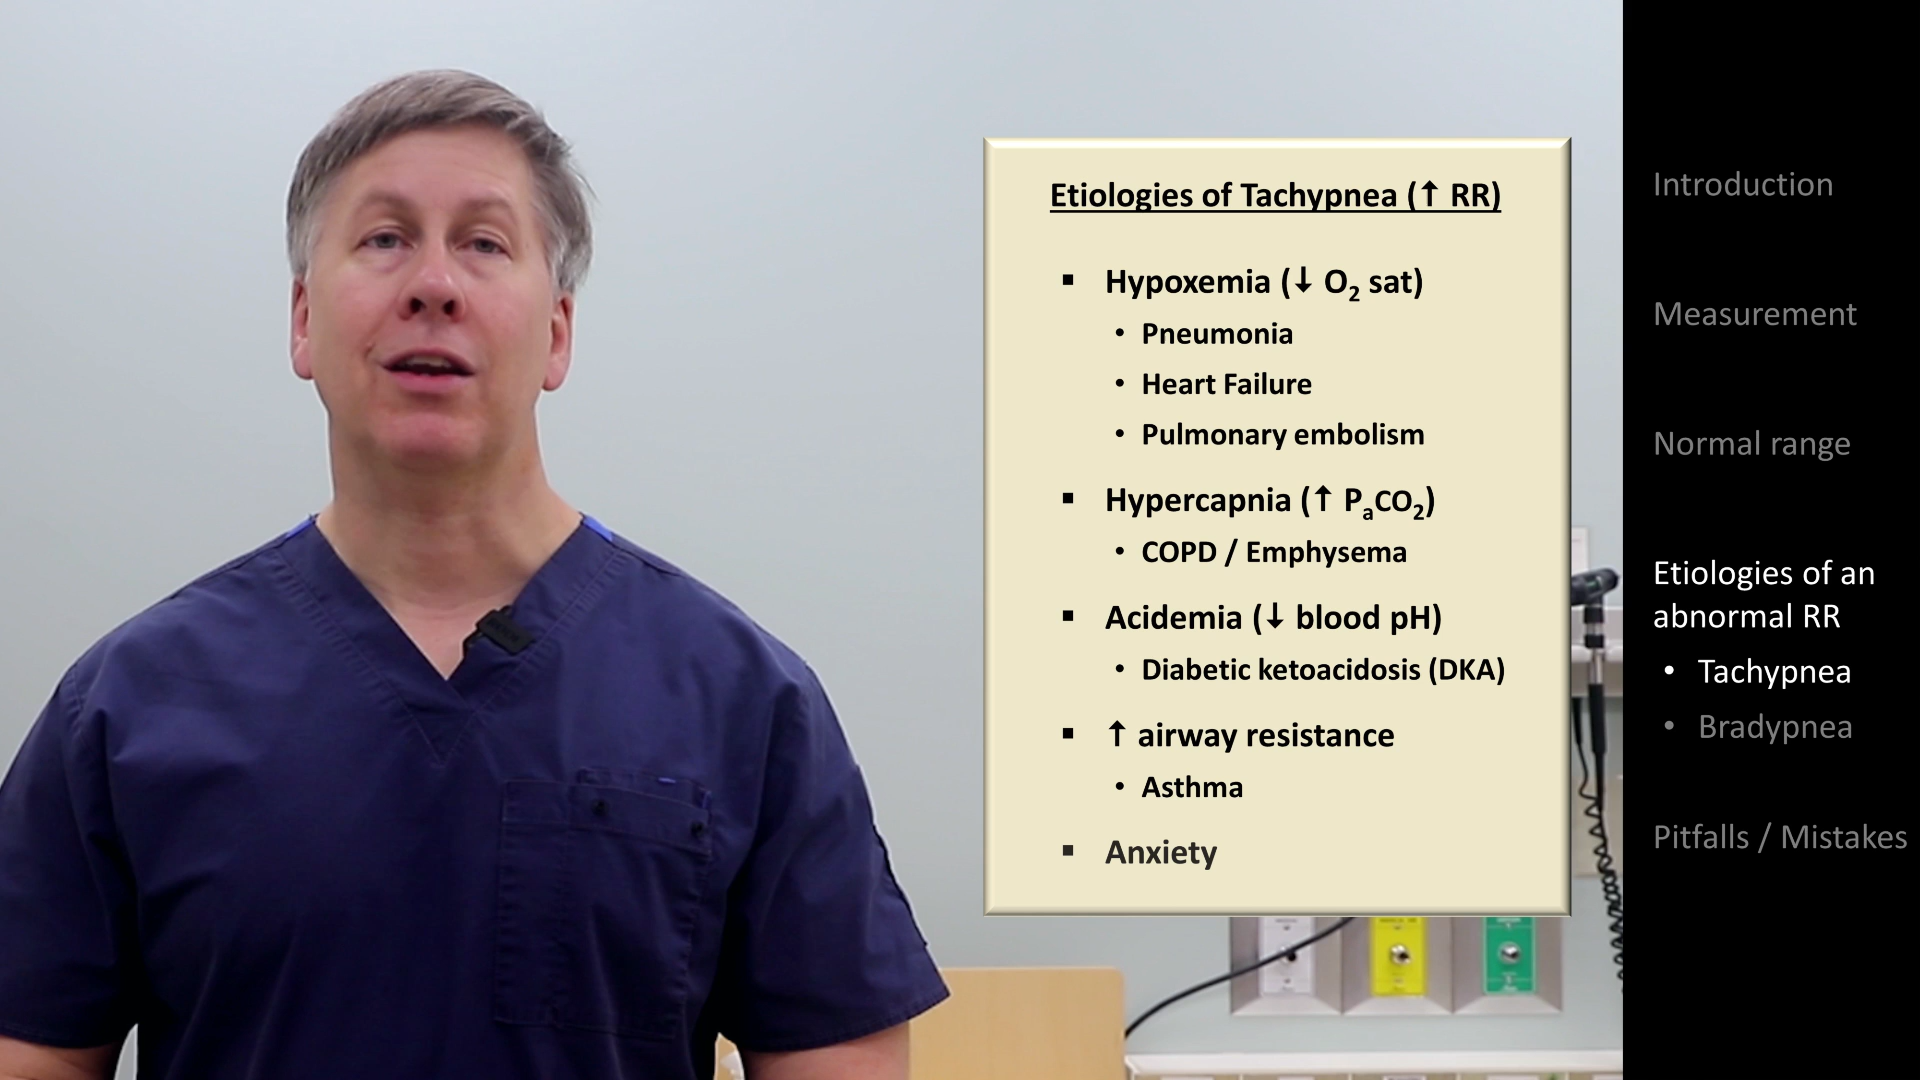 Etiologies of Tachypnea (↑ RR)
▪ Hypoxemia (↓ O₂ sat)
• Pneumonia
• Heart Failure
• Pulmonary embolism
▪ Hypercapnia (↑ PₐCO₂)
• COPD / Emphysema
▪ Acidemia (↓ blood pH)
• Diabetic ketoacidosis (DKA)
▪ ↑ airway resistance
• Asthma
▪ Anxiety
Introduction
Measurement
Normal range
Etiologies of an
abnormal RR
• Tachypnea
• Bradypnea
Pitfalls / Mistakes